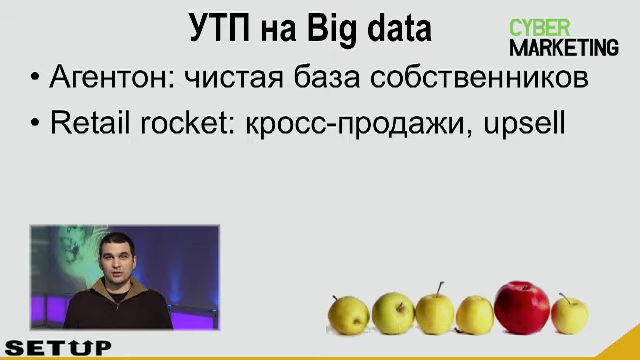 УТП на Big data
CYBER
MARKETING
• Агентон: чистая база собственников
• Retail rocket: кросс-продажи, upsell
SETUP